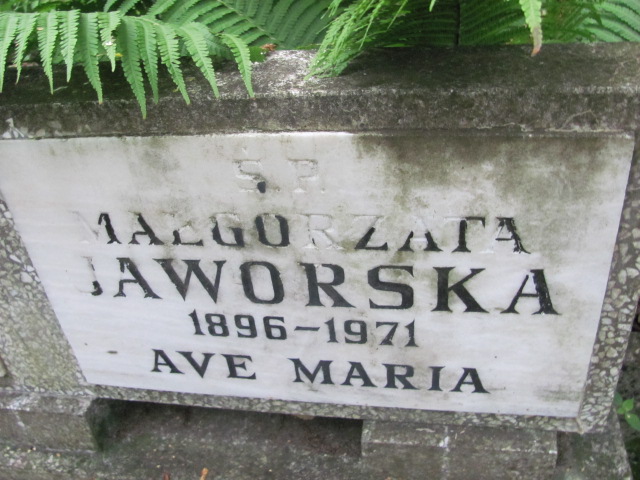 Ś.P.
MAŁGORZATA
JAWORSKA
1896-1971
AVE MARIA